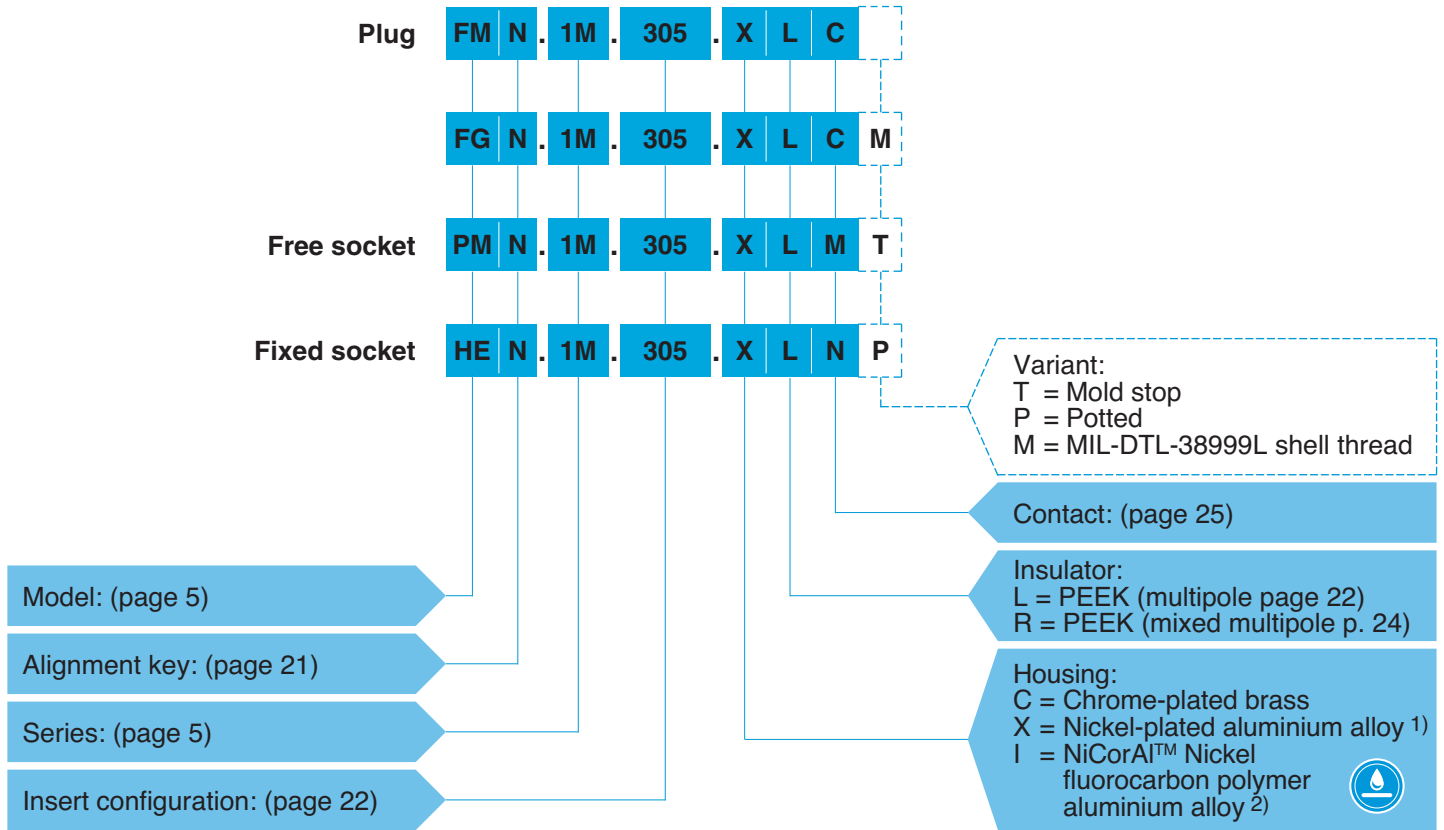 Plug FM N . 1M . 305 . X L C
FG N . 1M . 305 . X L C M
Free socket PM N . 1M . 305 . X L M T
Fixed socket HE N . 1M . 305 . X L N P
Variant:
T = Mold stop
P = Potted
M = MIL-DTL-38999L shell thread
Contact: (page 25)
Insulator:
L = PEEK (multipole page 22)
R = PEEK (mixed multipole p. 24)
Housing:
C = Chrome-plated brass
X = Nickel-plated aluminium alloy 1)
I = NiCorAl™ Nickel
fluorocarbon polymer
aluminium alloy 2)
Model: (page 5)
Alignment key: (page 21)
Series: (page 5)
Insert configuration: (page 22)